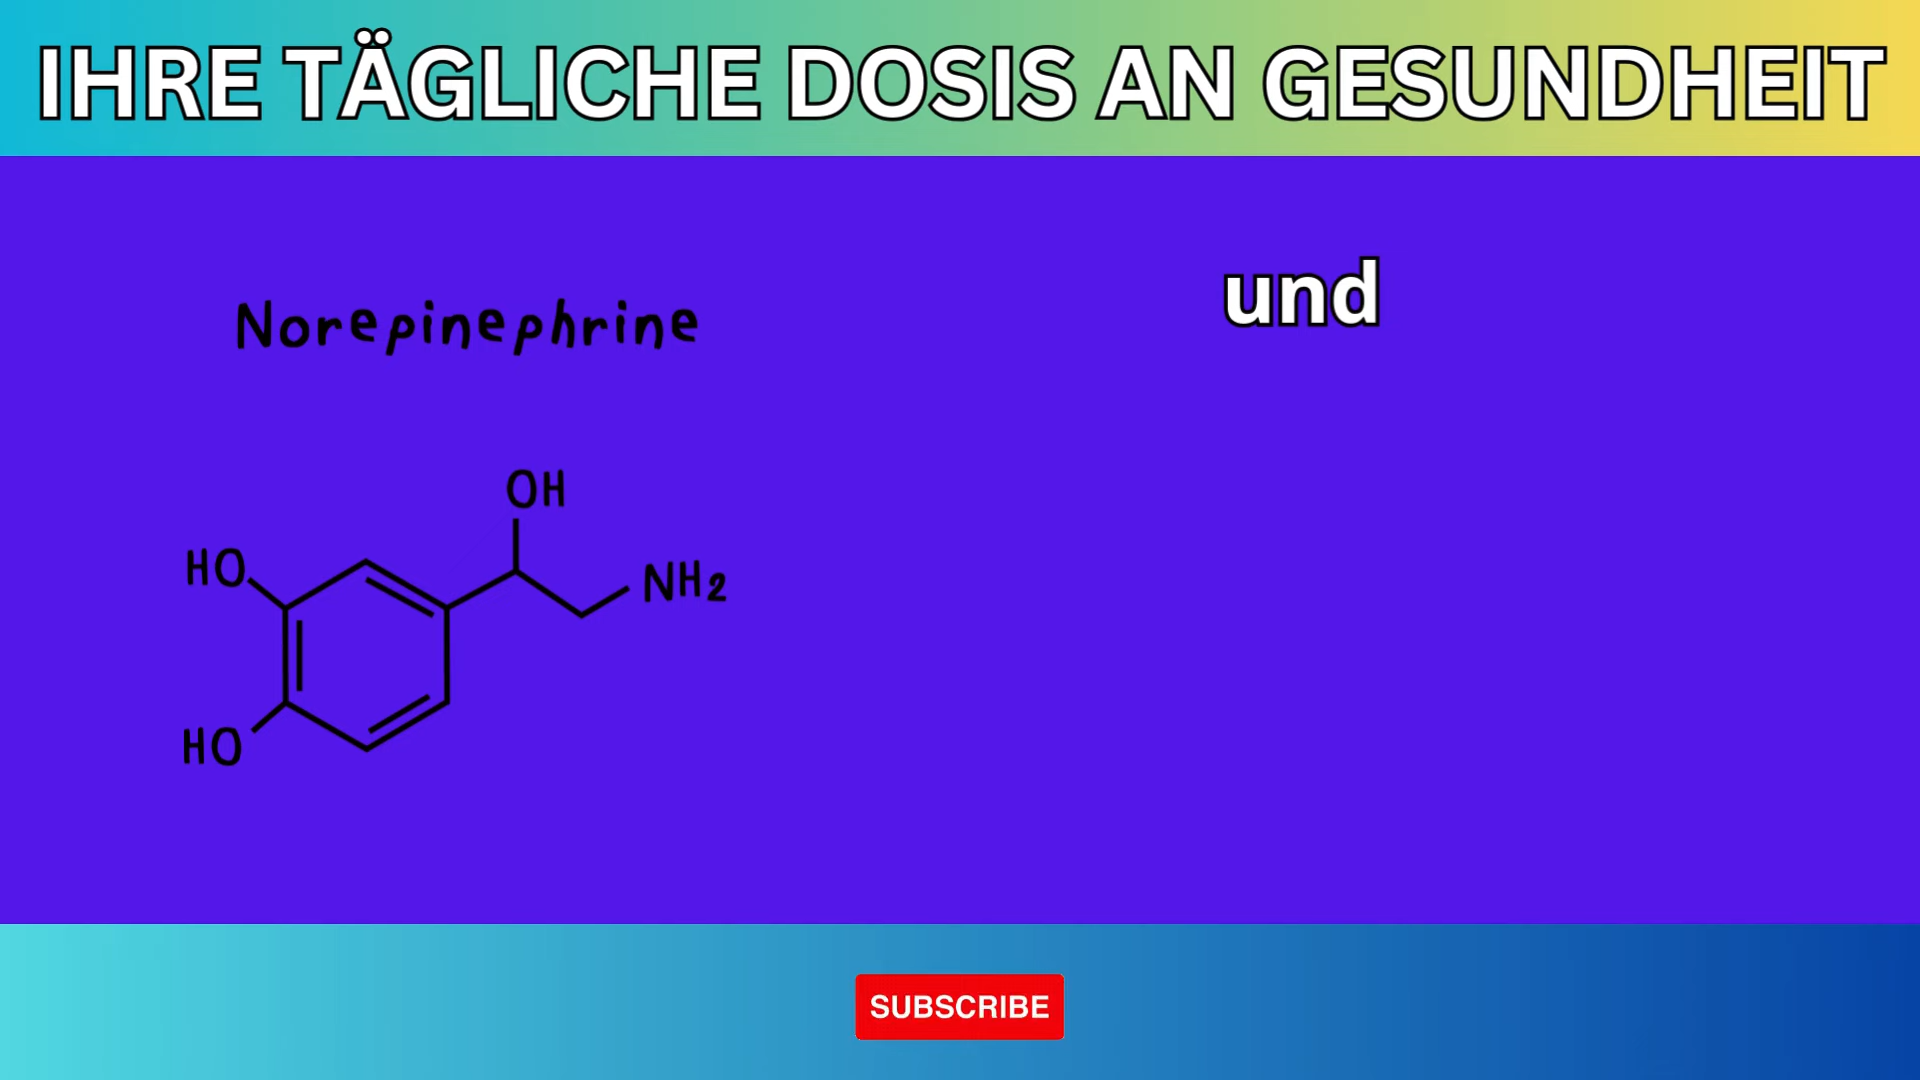 IHRE TÄGLICHE DOSIS AN GESUNDHEIT
und
Norepinephrine
OH
HO
NH2
HO
SUBSCRIBE